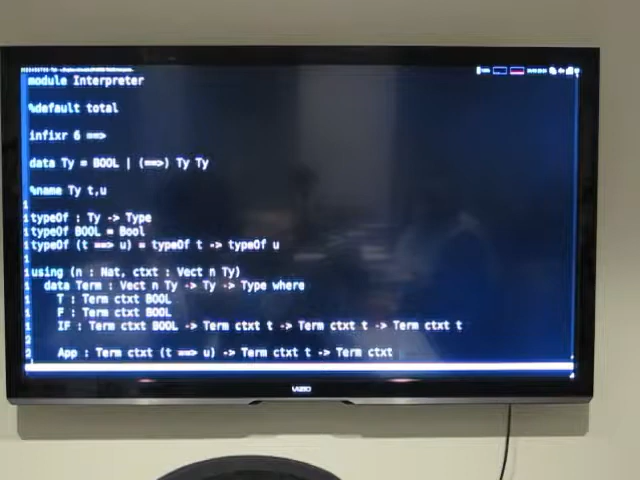 module Interpreter
%default total
infixr 6 ==>
data Ty = BOOL | (==>) Ty Ty
%name Ty t,u
typeOf : Ty -> Type
typeOf BOOL = Bool
typeOf (t ==> u) = typeOf t -> typeOf u
using (n : Nat, ctxt : Vect n Ty)
data Term : Vect n Ty -> Ty -> Type where
T : Term ctxt BOOL
F : Term ctxt BOOL
IF : Term ctxt BOOL -> Term ctxt t -> Term ctxt t -> Term ctxt t
App : Term ctxt (t ==> u) -> Term ctxt t -> Term ctxt
VIZIO